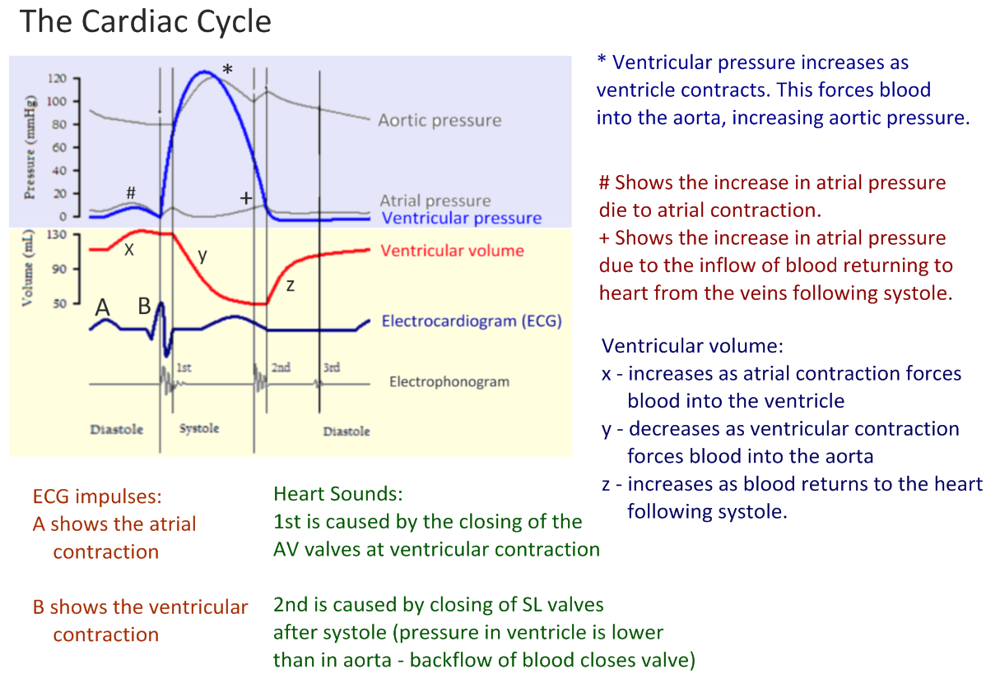 The Cardiac Cycle
*
120
100
80
60
40
20
0
Pressure (mmHg)
#
+
Aortic pressure
Atrial pressure
Ventricular pressure
130
90
50
Volume (mL)
x
y
z
Ventricular volume
A
B
Electrocardiogram (ECG)
1st
2nd
3rd
Electrophonogram
Diastole
Systole
Diastole
* Ventricular pressure increases as
ventricle contracts. This forces blood
into the aorta, increasing aortic pressure.
# Shows the increase in atrial pressure
die to atrial contraction.
+ Shows the increase in atrial pressure
due to the inflow of blood returning to
heart from the veins following systole.
Ventricular volume:
x - increases as atrial contraction forces
blood into the ventricle
y - decreases as ventricular contraction
forces blood into the aorta
z - increases as blood returns to the heart
following systole.
ECG impulses:
A shows the atrial
contraction
B shows the ventricular
contraction
Heart Sounds:
1st is caused by the closing of the
AV valves at ventricular contraction
2nd is caused by closing of SL valves
after systole (pressure in ventricle is lower
than in aorta - backflow of blood closes valve)